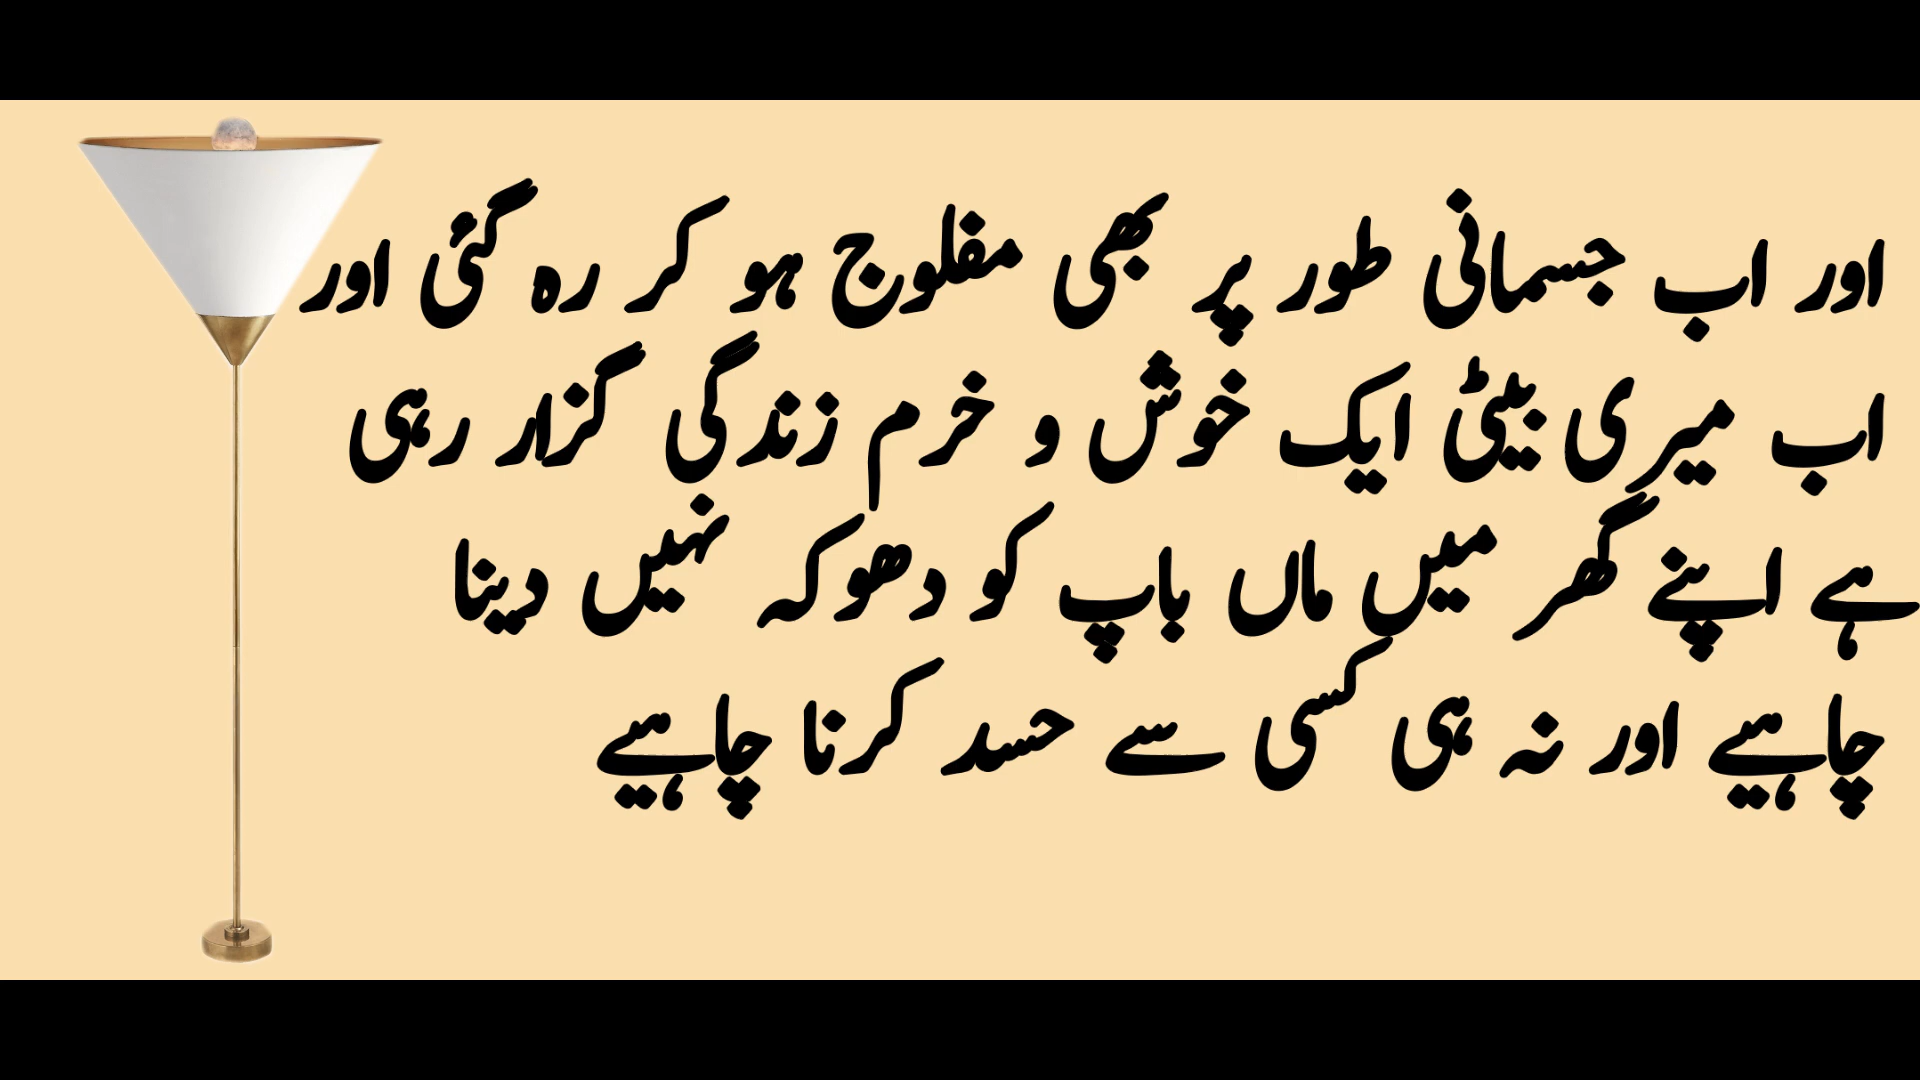 اور اب جسمانی طور پر بھی مفلوج ہو کر رہ گئی اور
اب میری بیٹی ایک خوش و خرم زندگی گزار رہی
ہے اپنے گھر میں ماں باپ کو دھوکہ نہیں دینا
چاہیے اور نہ ہی کسی سے حسد کرنا چاہیے